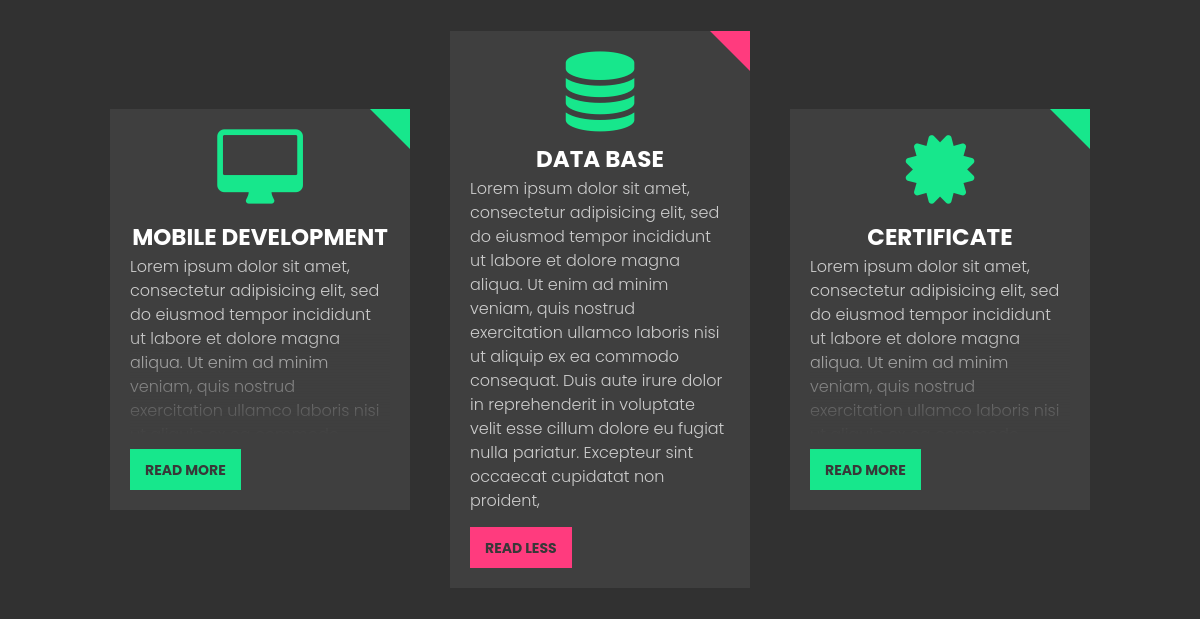 MOBILE DEVELOPMENT
Lorem ipsum dolor sit amet,
consectetur adipisicing elit, sed
do eiusmod tempor incididunt
ut labore et dolore magna
aliqua. Ut enim ad minim
veniam, quis nostrud
exercitation ullamco laboris nisi
READ MORE
DATA BASE
Lorem ipsum dolor sit amet,
consectetur adipisicing elit, sed
do eiusmod tempor incididunt
ut labore et dolore magna
aliqua. Ut enim ad minim
veniam, quis nostrud
exercitation ullamco laboris nisi
ut aliquip ex ea commodo
consequat. Duis aute irure dolor
in reprehenderit in voluptate
velit esse cillum dolore eu fugiat
nulla pariatur. Excepteur sint
occaecat cupidatat non
proident,
READ LESS
CERTIFICATE
Lorem ipsum dolor sit amet,
consectetur adipisicing elit, sed
do eiusmod tempor incididunt
ut labore et dolore magna
aliqua. Ut enim ad minim
veniam, quis nostrud
exercitation ullamco laboris nisi
READ MORE